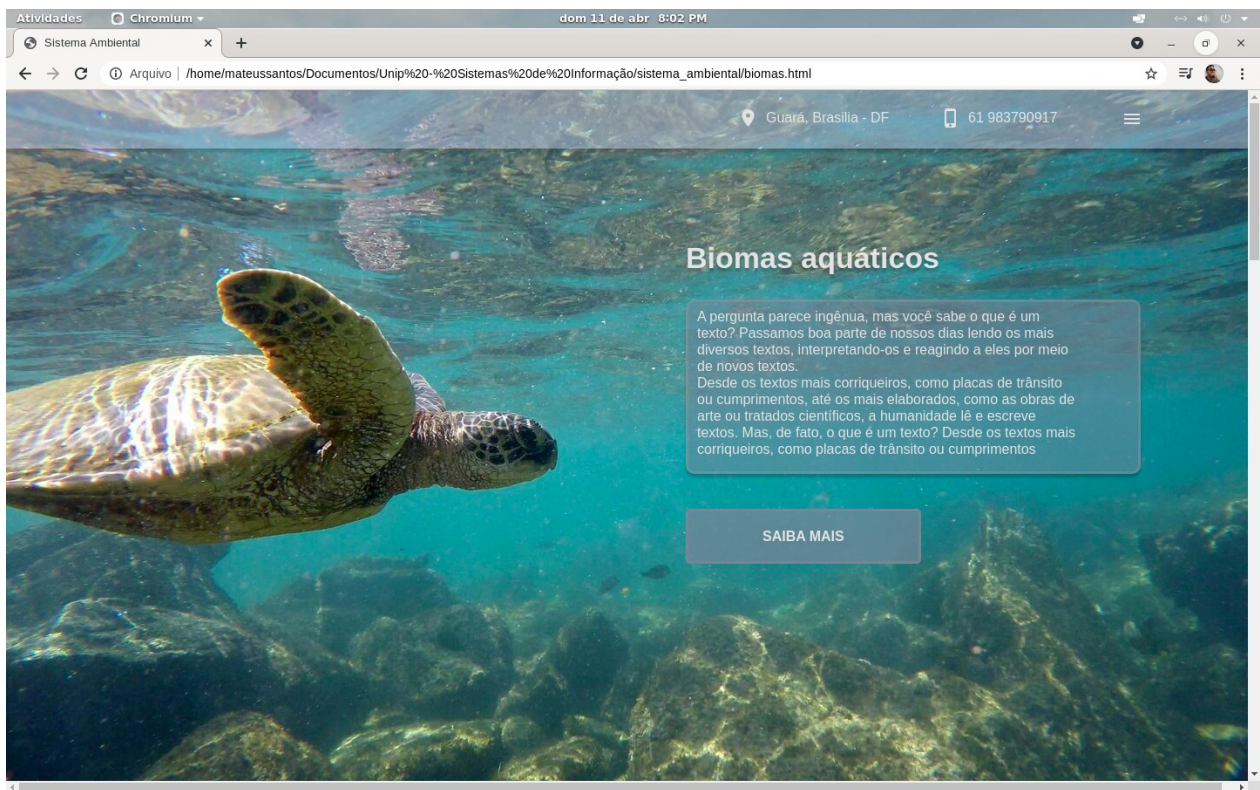 Atividades Chromium dom 11 de abr 8:02 PM
Sistema Ambiental
Arquivo | /home/mateussantos/Documentos/Unip%20-%20Sistemas%20de%20Informação/sistema_ambiental/biomas.html
Guará, Brasilia - DF 61 983790917
Biomas aquáticos
A pergunta parece ingênua, mas você sabe o que é um
texto? Passamos boa parte de nossos dias lendo os mais
diversos textos, interpretando-os e reagindo a eles por meio
de novos textos.
Desde os textos mais corriqueiros, como placas de trânsito
ou cumprimentos, até os mais elaborados, como as obras de
arte ou tratados científicos, a humanidade lê e escreve
textos. Mas, de fato, o que é um texto? Desde os textos mais
corriqueiros, como placas de trânsito ou cumprimentos
SAIBA MAIS